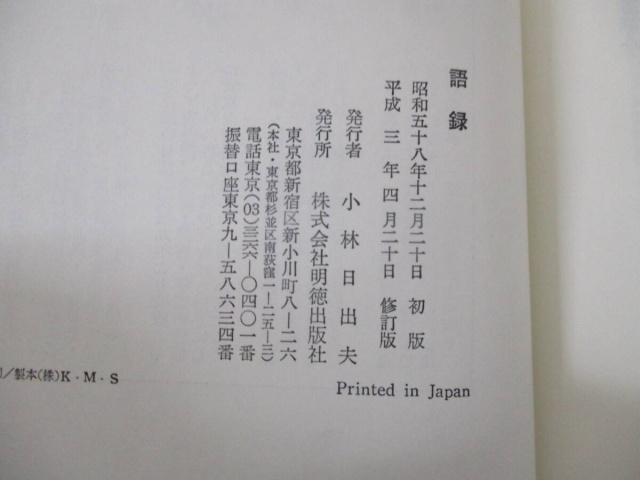 語録
昭和五十八年十二月二十日 初版
平成 三 年 四 月 二十日 修訂版
発行者 小林日出夫
発行所 株式会社明徳出版社
東京都新宿区新小川町八―二六
(本社・東京都杉並区南荻窪一―二五―三)
電話東京(03)三二六六―〇四〇一番
振替口座東京九―五八六三四番
/製本(株)K・M・S
Printed in Japan